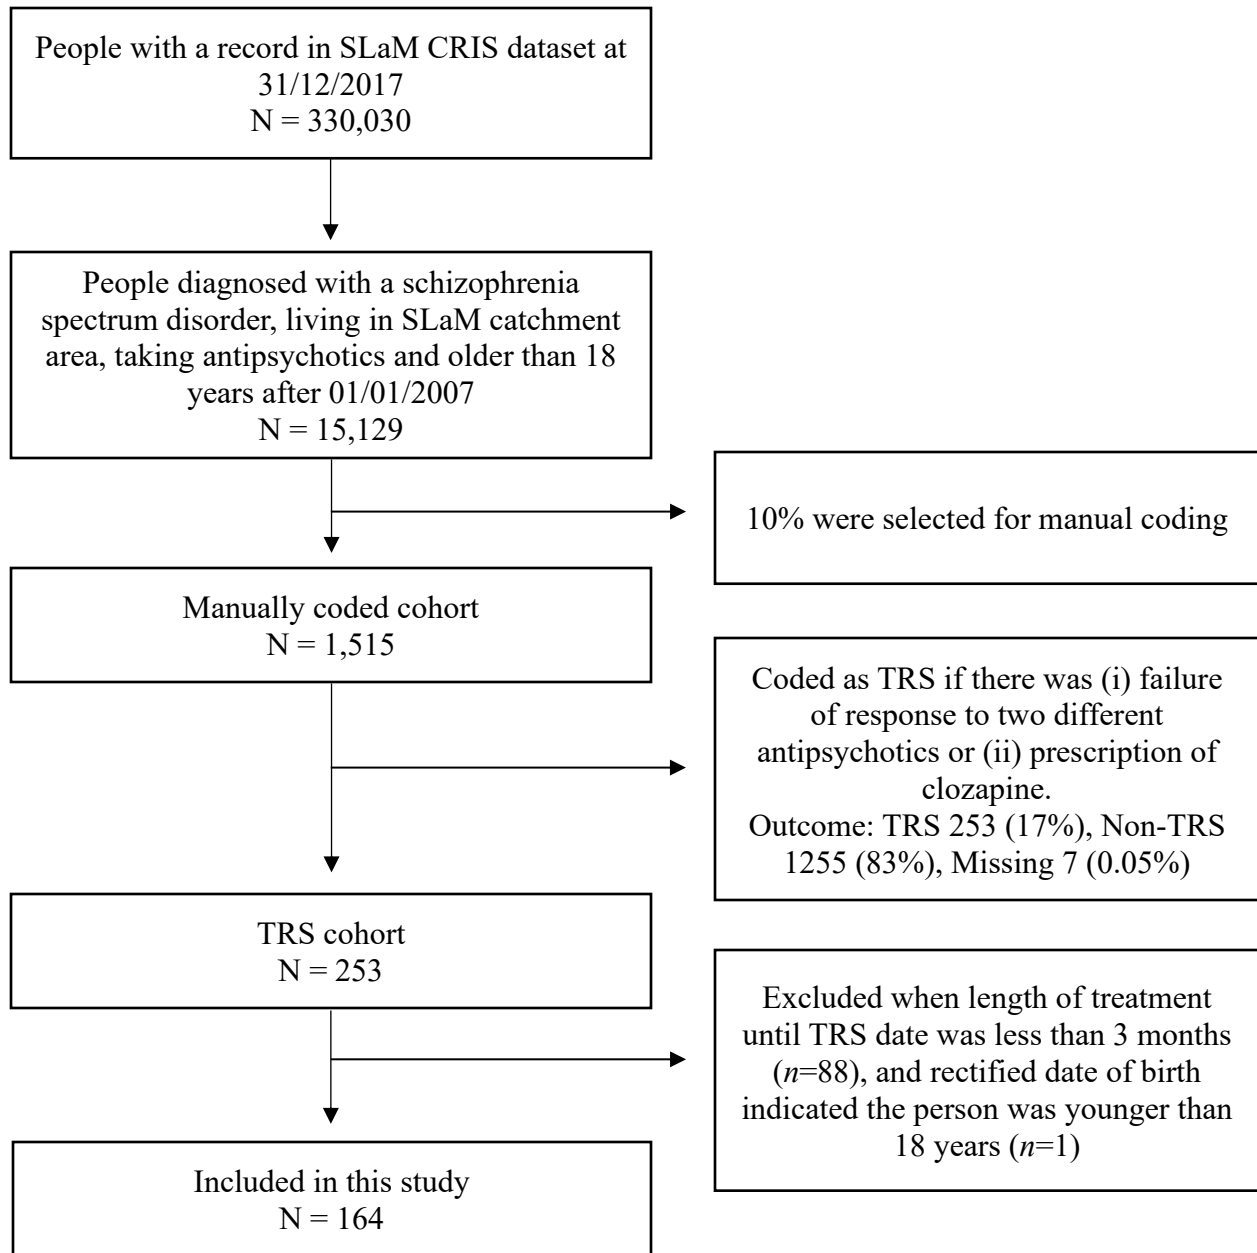 People with a record in SLaM CRIS dataset at
31/12/2017
N = 330,030
People diagnosed with a schizophrenia
spectrum disorder, living in SLaM catchment
area, taking antipsychotics and older than 18
years after 01/01/2007
N = 15,129
10% were selected for manual coding
Manually coded cohort
N = 1,515
Coded as TRS if there was (i) failure
of response to two different
antipsychotics or (ii) prescription of
clozapine.
Outcome: TRS 253 (17%), Non-TRS
1255 (83%), Missing 7 (0.05%)
TRS cohort
N = 253
Excluded when length of treatment
until TRS date was less than 3 months
(n=88), and rectified date of birth
indicated the person was younger than
18 years (n=1)
Included in this study
N = 164